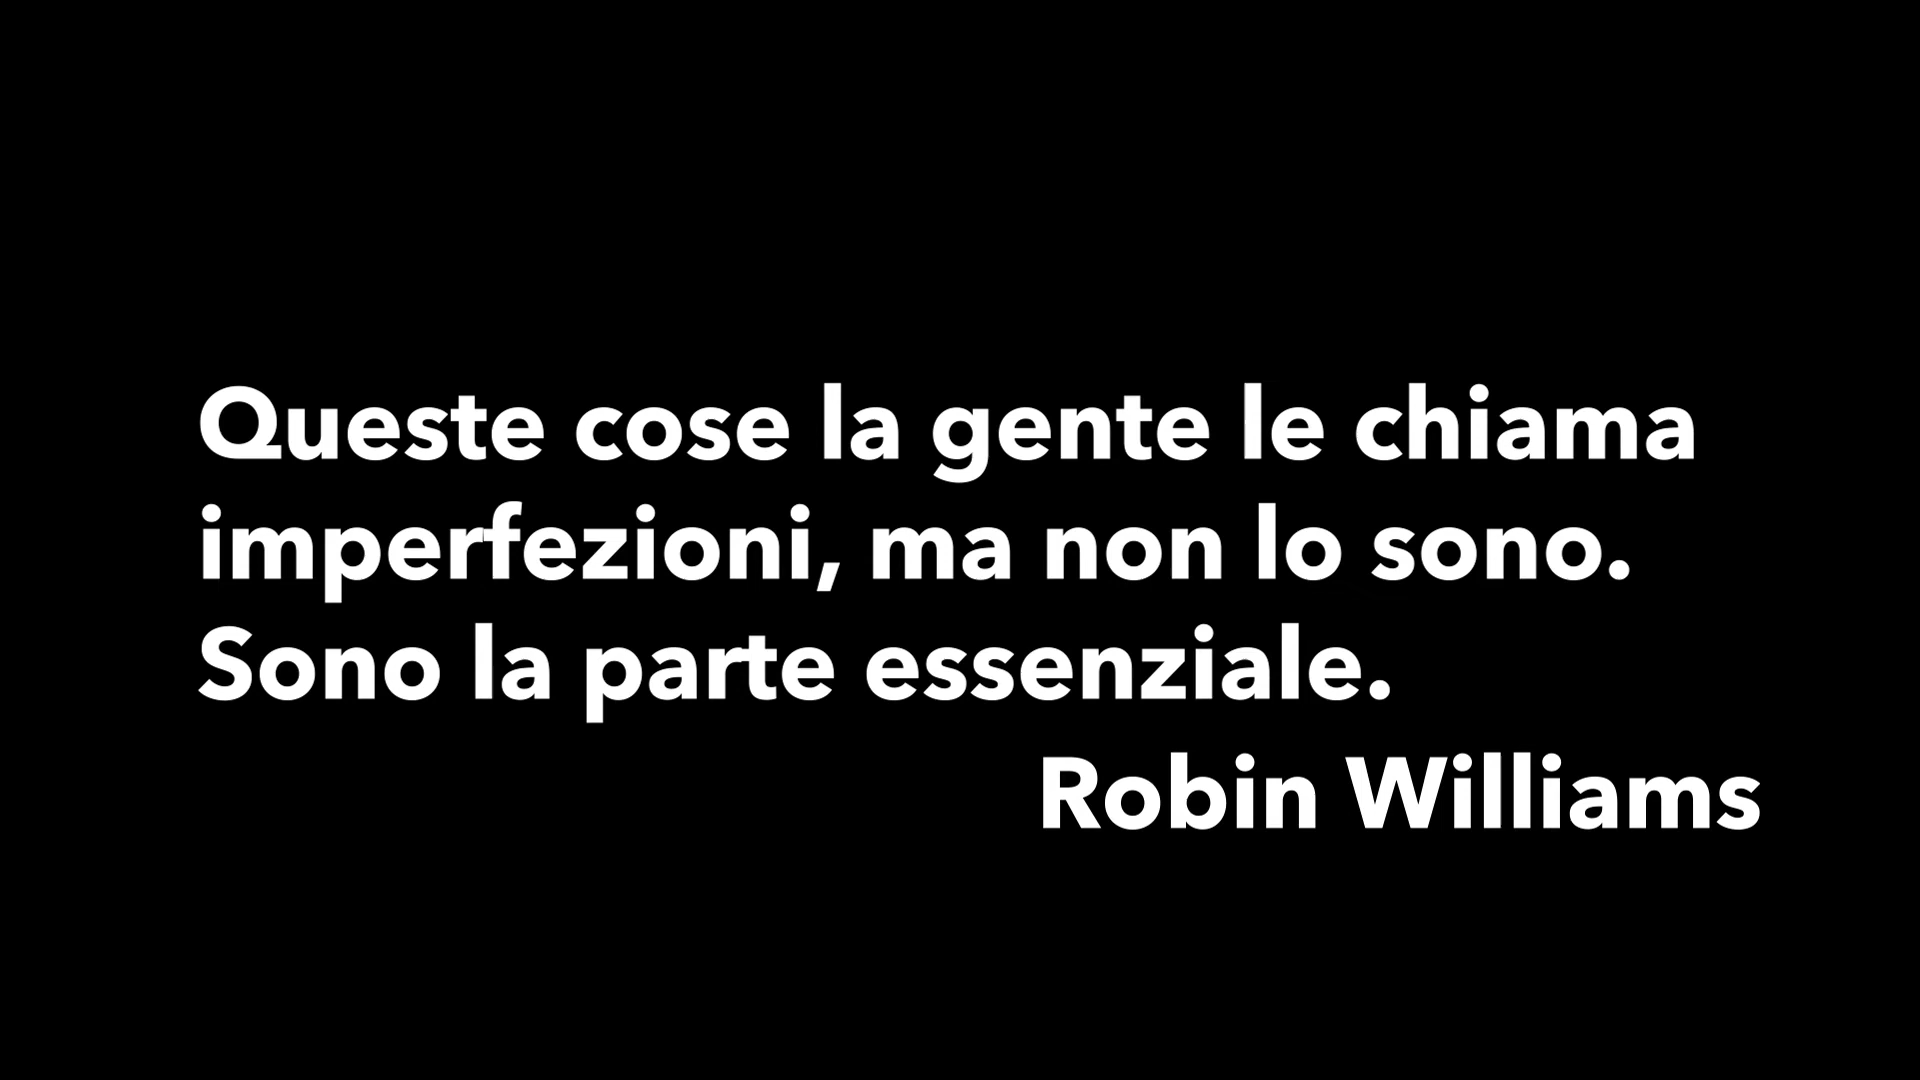 Queste cose la gente le chiama
imperfezioni, ma non lo sono.
Sono la parte essenziale.
Robin Williams